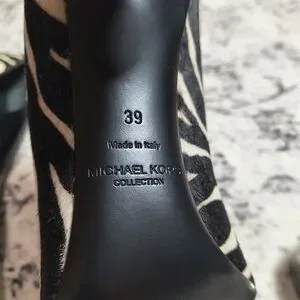 39
Made in Italy
MICHAEL KORS
COLLECTION